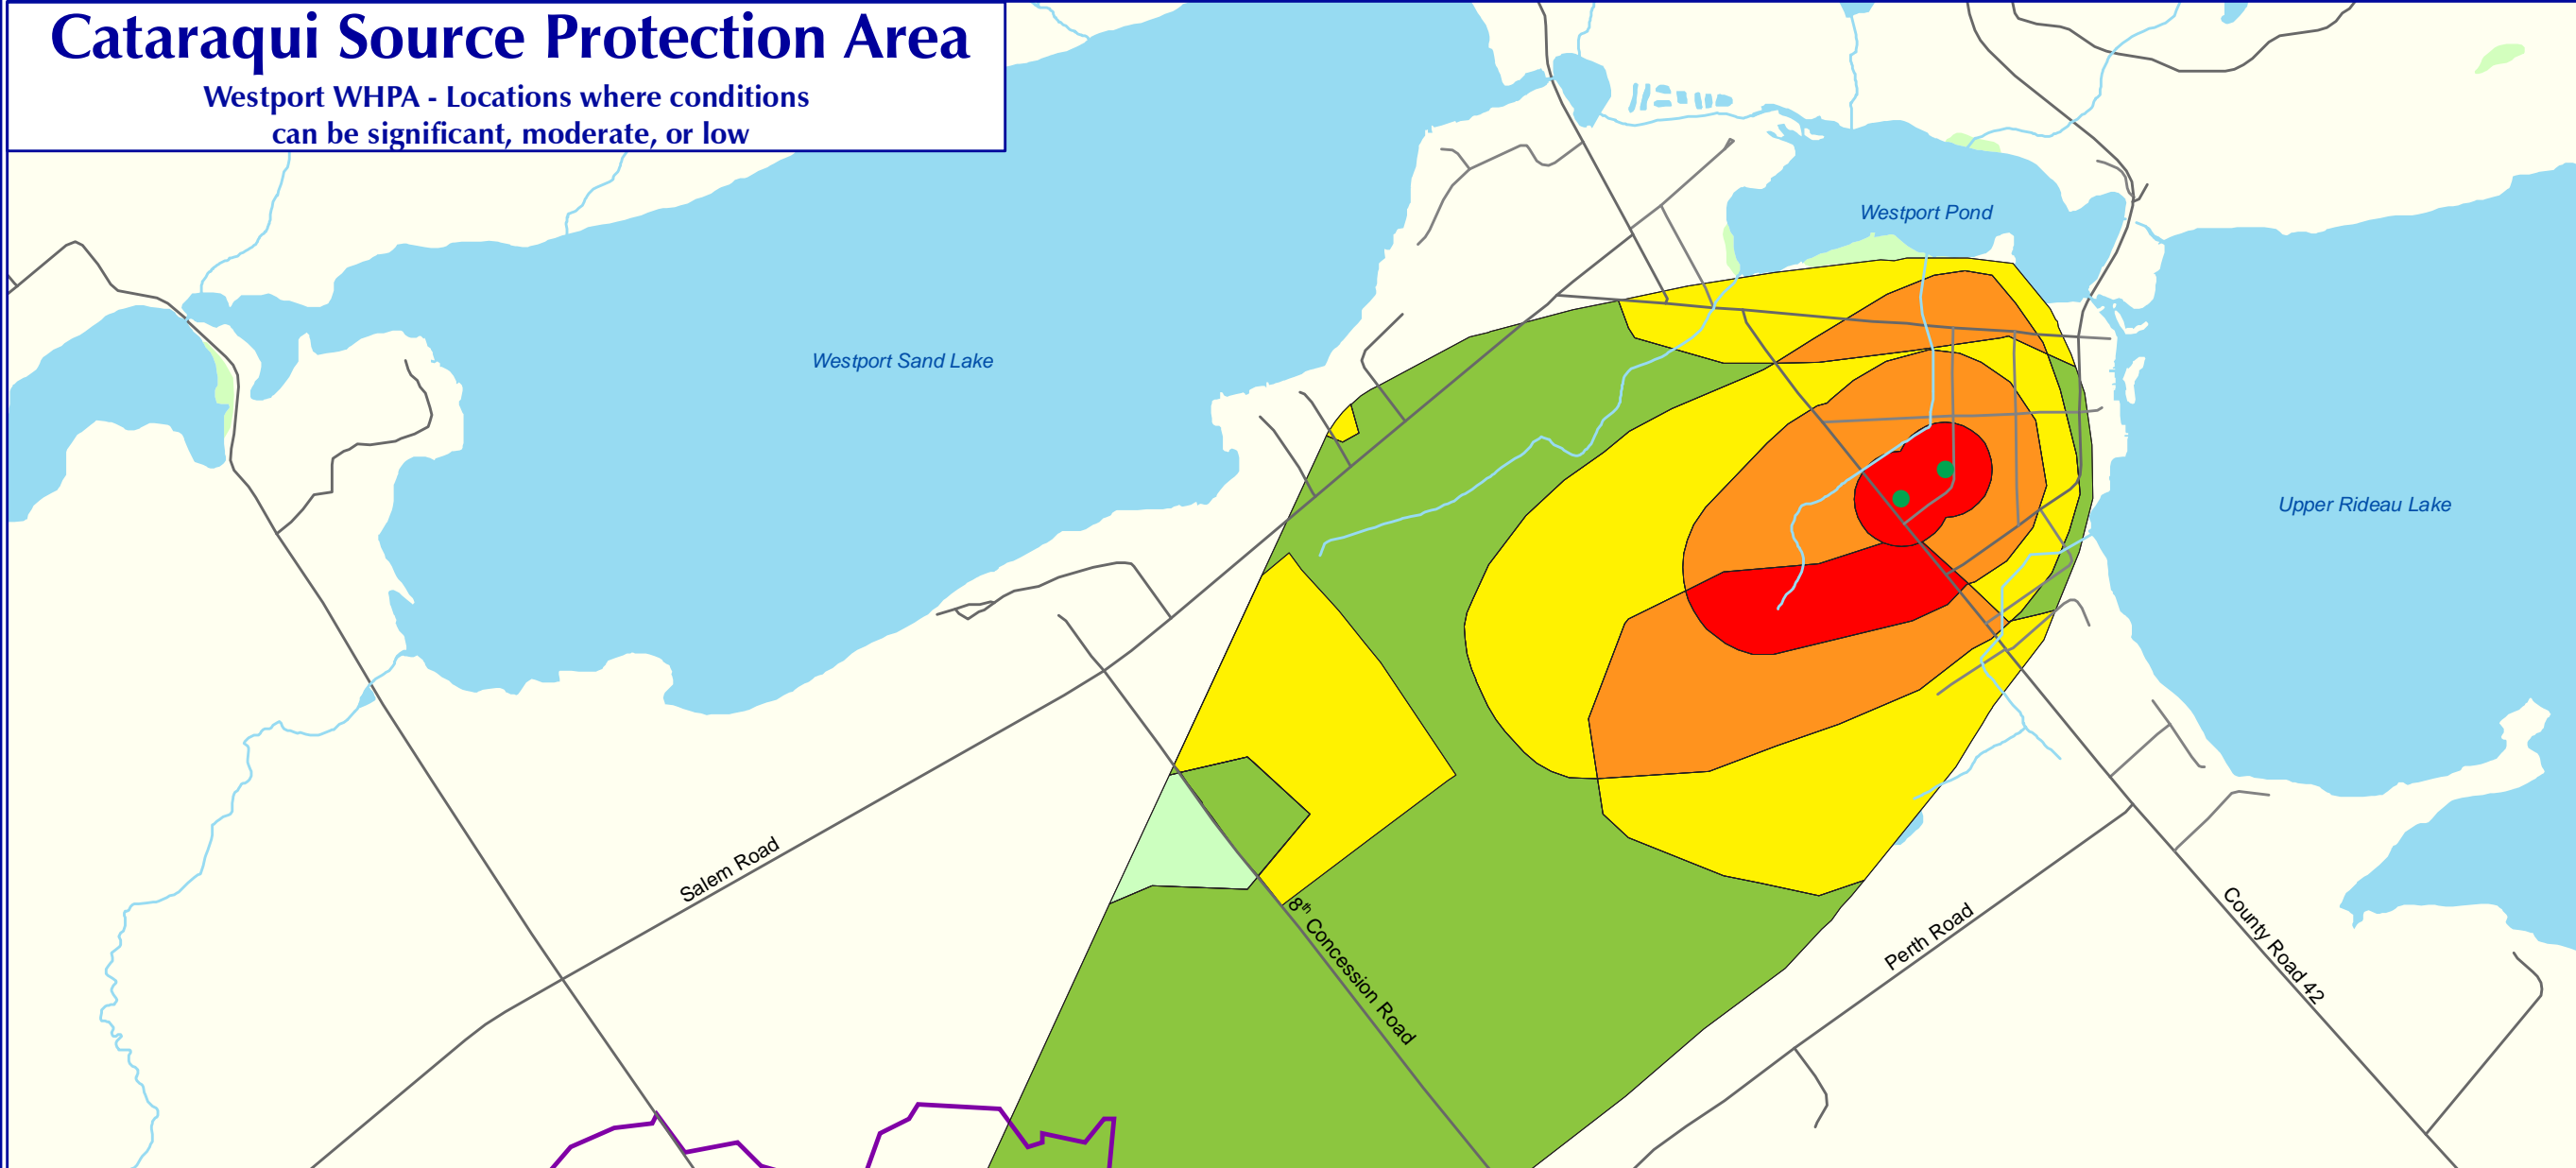 Cataraqui Source Protection Area
Westport WHPA - Locations where conditions
can be significant, moderate, or low
Westport Pond
Westport Sand Lake
Upper Rideau Lake
Salem Road
8th Concession Road
Perth Road
County Road 42